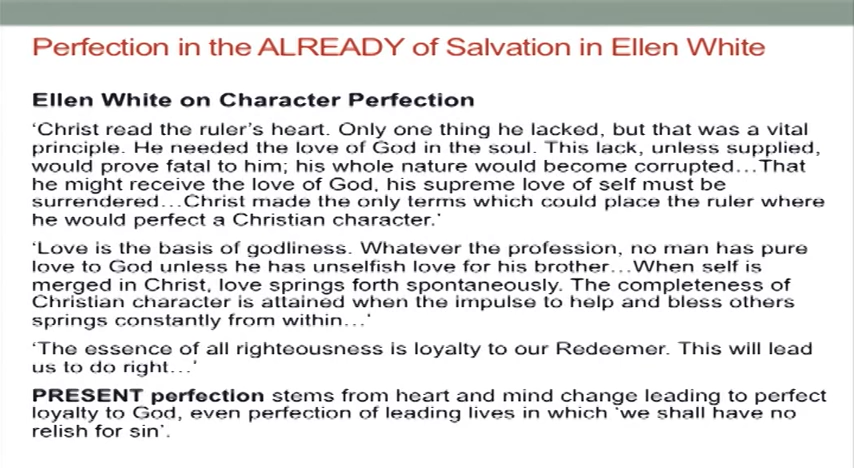 Perfection in the ALREADY of Salvation in Ellen White
Ellen White on Character Perfection
‘Christ read the ruler’s heart. Only one thing he lacked, but that was a vital
principle. He needed the love of God in the soul. This lack, unless supplied,
would prove fatal to him; his whole nature would become corrupted…That
he might receive the love of God, his supreme love of self must be
surrendered…Christ made the only terms which could place the ruler where
he would perfect a Christian character.’
‘Love is the basis of godliness. Whatever the profession, no man has pure
love to God unless he has unselfish love for his brother…When self is
merged in Christ, love springs forth spontaneously. The completeness of
Christian character is attained when the impulse to help and bless others
springs constantly from within…’
‘The essence of all righteousness is loyalty to our Redeemer. This will lead
us to do right…’
PRESENT perfection stems from heart and mind change leading to perfect
loyalty to God, even perfection of leading lives in which ‘we shall have no
relish for sin’.